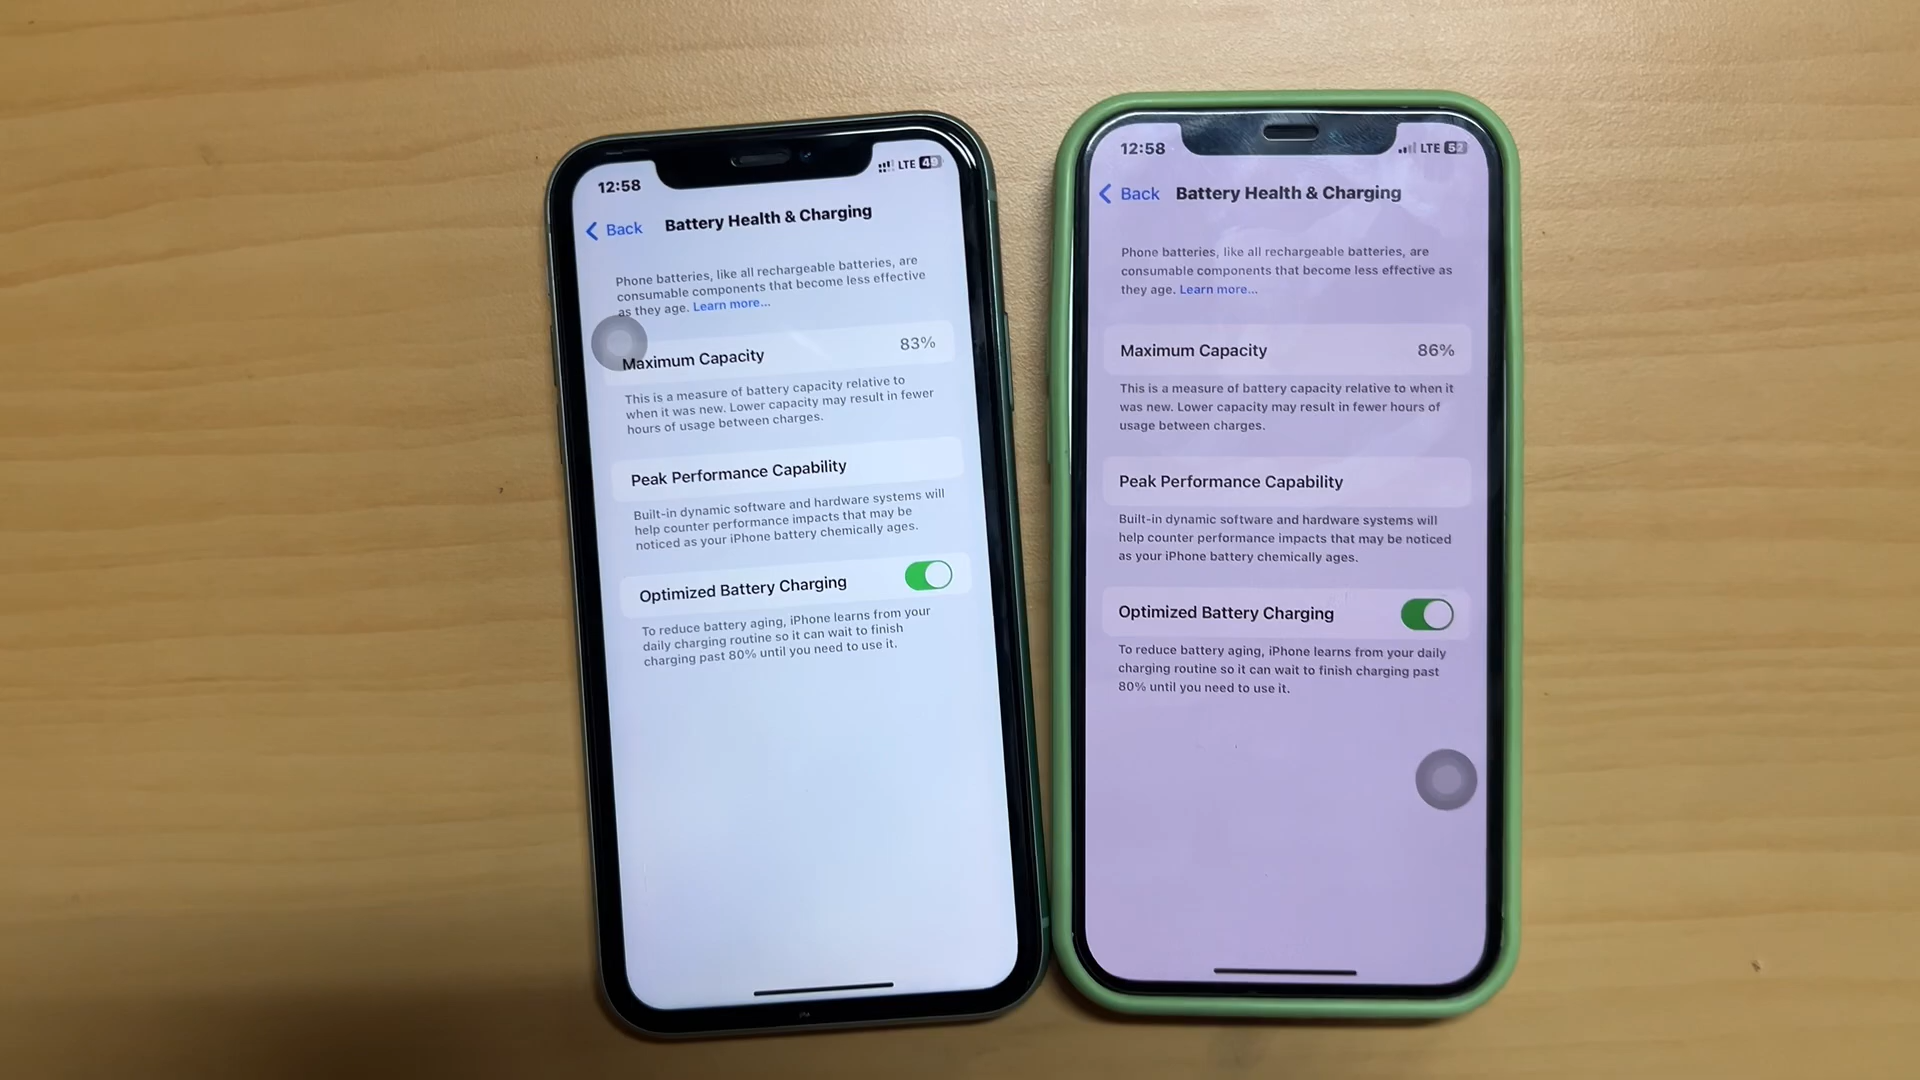 12:58
LTE 49
Back
Battery Health & Charging
Phone batteries, like all rechargeable batteries, are
consumable components that become less effective
as they age. Learn more...
Maximum Capacity
83%
This is a measure of battery capacity relative to
when it was new. Lower capacity may result in fewer
hours of usage between charges.
Peak Performance Capability
Built-in dynamic software and hardware systems will
help counter performance impacts that may be
noticed as your iPhone battery chemically ages.
Optimized Battery Charging
To reduce battery aging, iPhone learns from your
daily charging routine so it can wait to finish
charging past 80% until you need to use it.
12:58
LTE 52
Back
Battery Health & Charging
Phone batteries, like all rechargeable batteries, are
consumable components that become less effective as
they age. Learn more...
Maximum Capacity
86%
This is a measure of battery capacity relative to when it
was new. Lower capacity may result in fewer hours of
usage between charges.
Peak Performance Capability
Built-in dynamic software and hardware systems will
help counter performance impacts that may be noticed
as your iPhone battery chemically ages.
Optimized Battery Charging
To reduce battery aging, iPhone learns from your daily
charging routine so it can wait to finish charging past
80% until you need to use it.